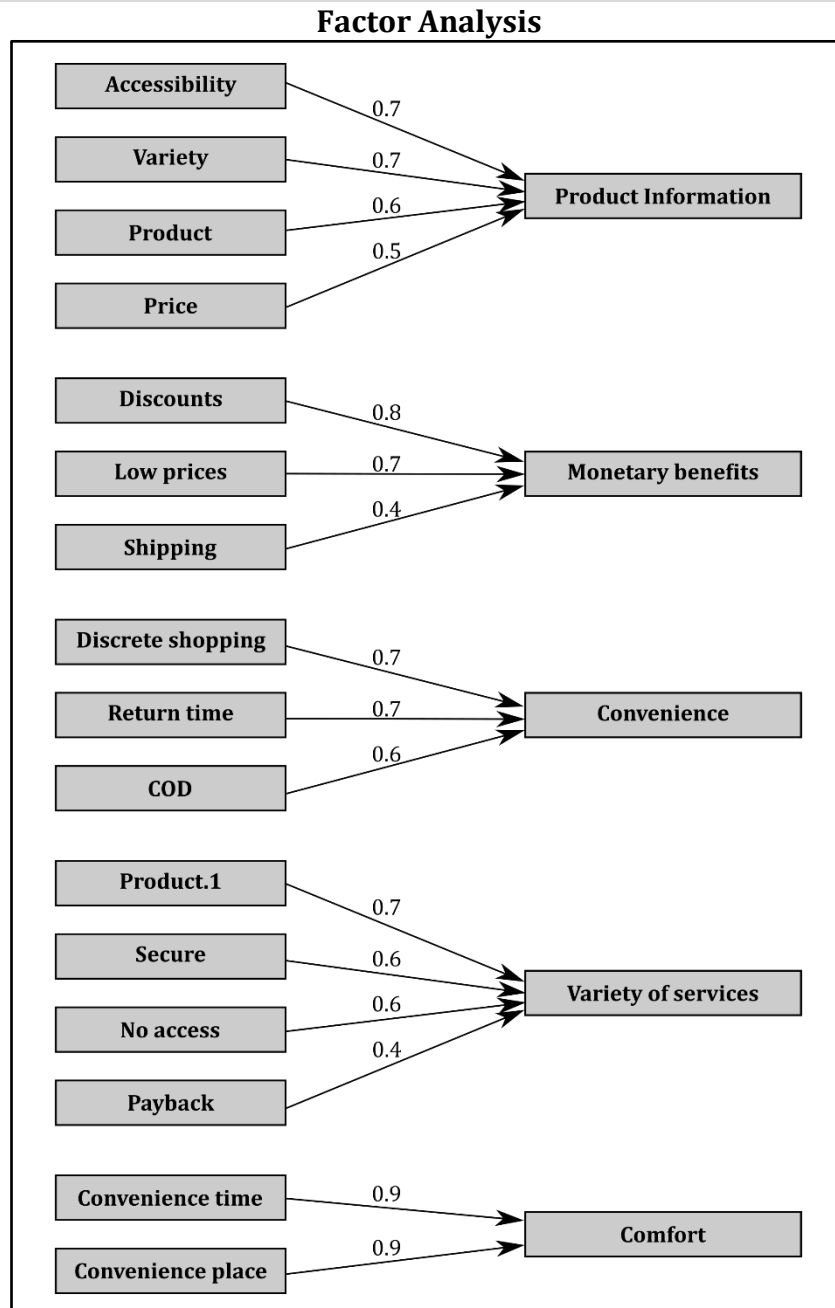 Factor Analysis
Accessibility
0.7
Variety
0.7
Product Information
Product
0.6
Price
0.5
Discounts
0.8
Low prices
0.7
Monetary benefits
Shipping
0.4
Discrete shopping
0.7
Return time
0.7
Convenience
COD
0.6
Product.1
0.7
Secure
0.6
Variety of services
No access
0.6
Payback
0.4
Convenience time
0.9
Comfort
Convenience place
0.9